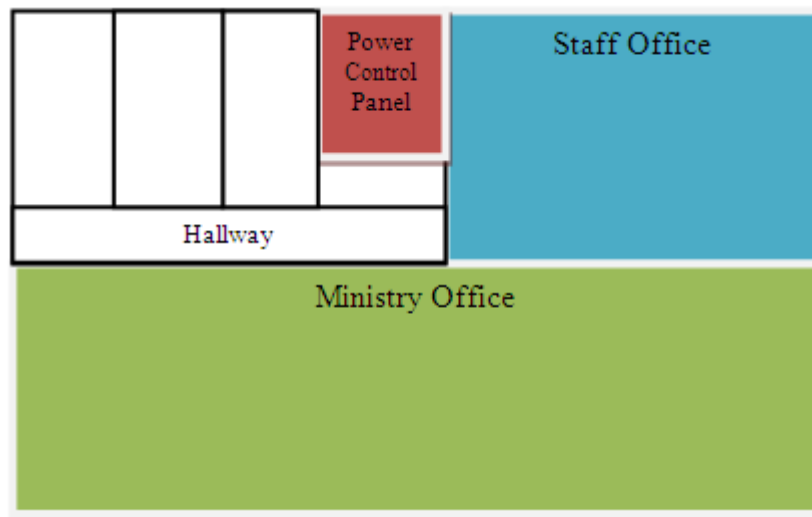 Power
Control
Panel
Staff Office
Hallway
Ministry Office